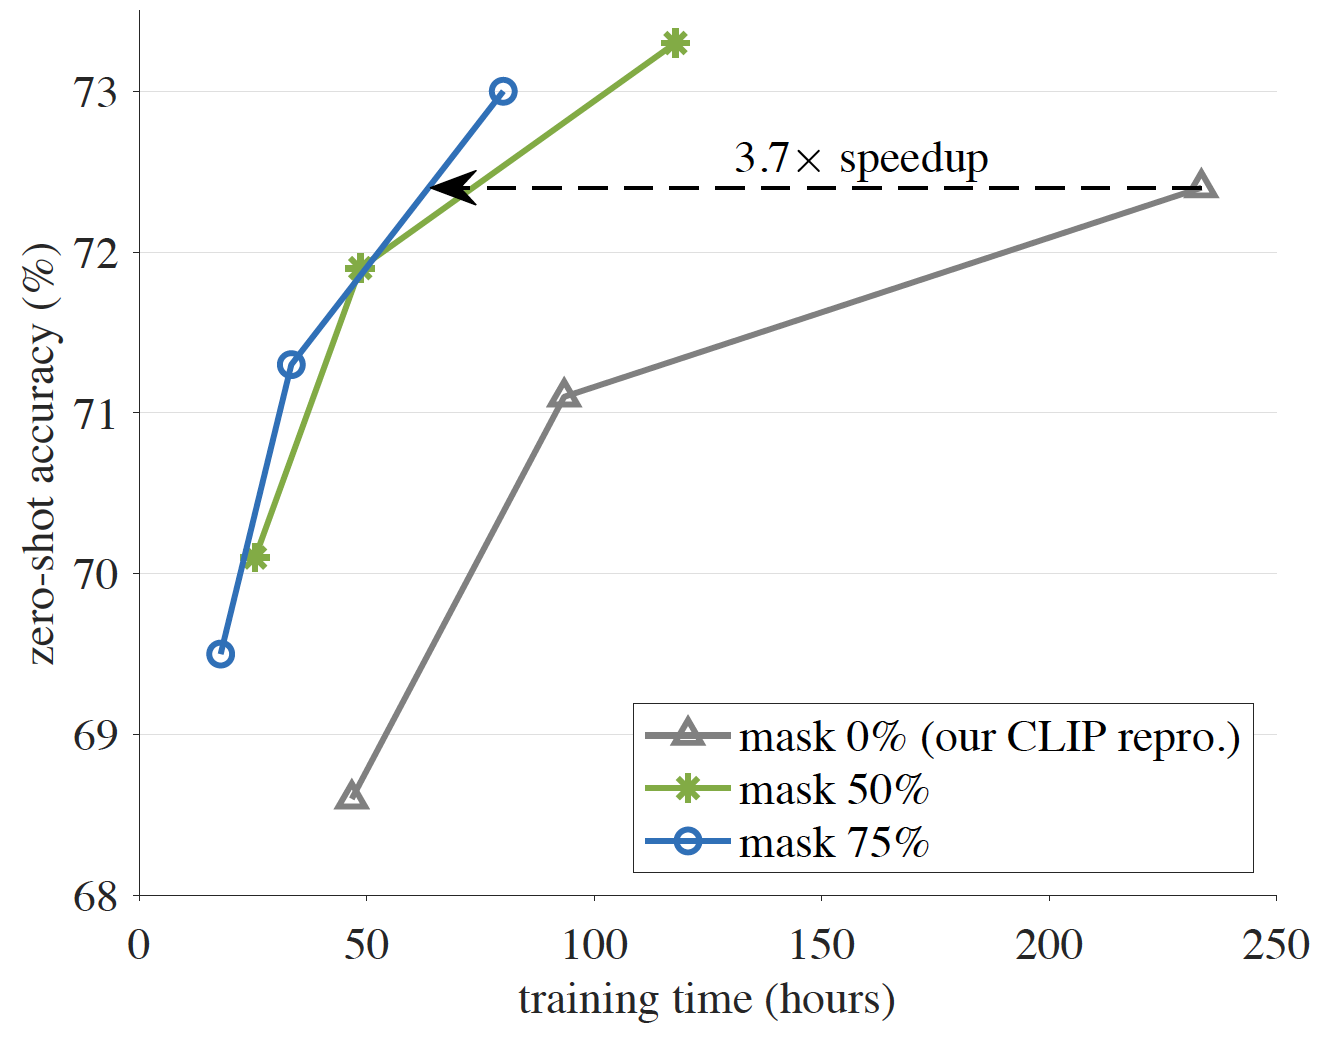 73
72
71
70
69
68
zero-shot accuracy (%)
3.7× speedup
mask 0% (our CLIP repro.)
mask 50%
mask 75%
0 50 100 150 200 250
training time (hours)